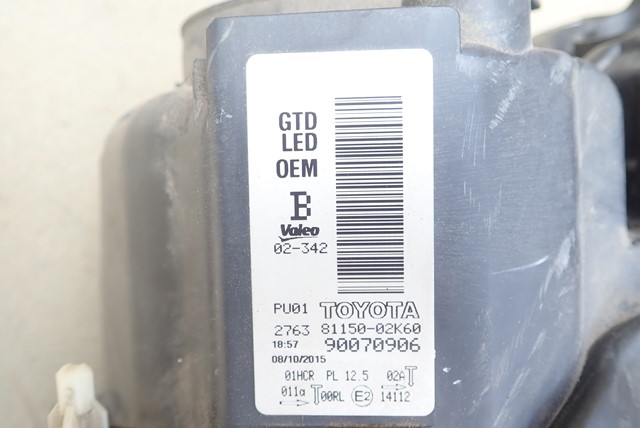 GTD
LED
OEM
B
Valeo
02-342
PU01 TOYOTA
2763 81150-02K60
18:57 90070906
08/10/2015
01HCR PL 12.5 02A T
011a T 00RL E2 14112